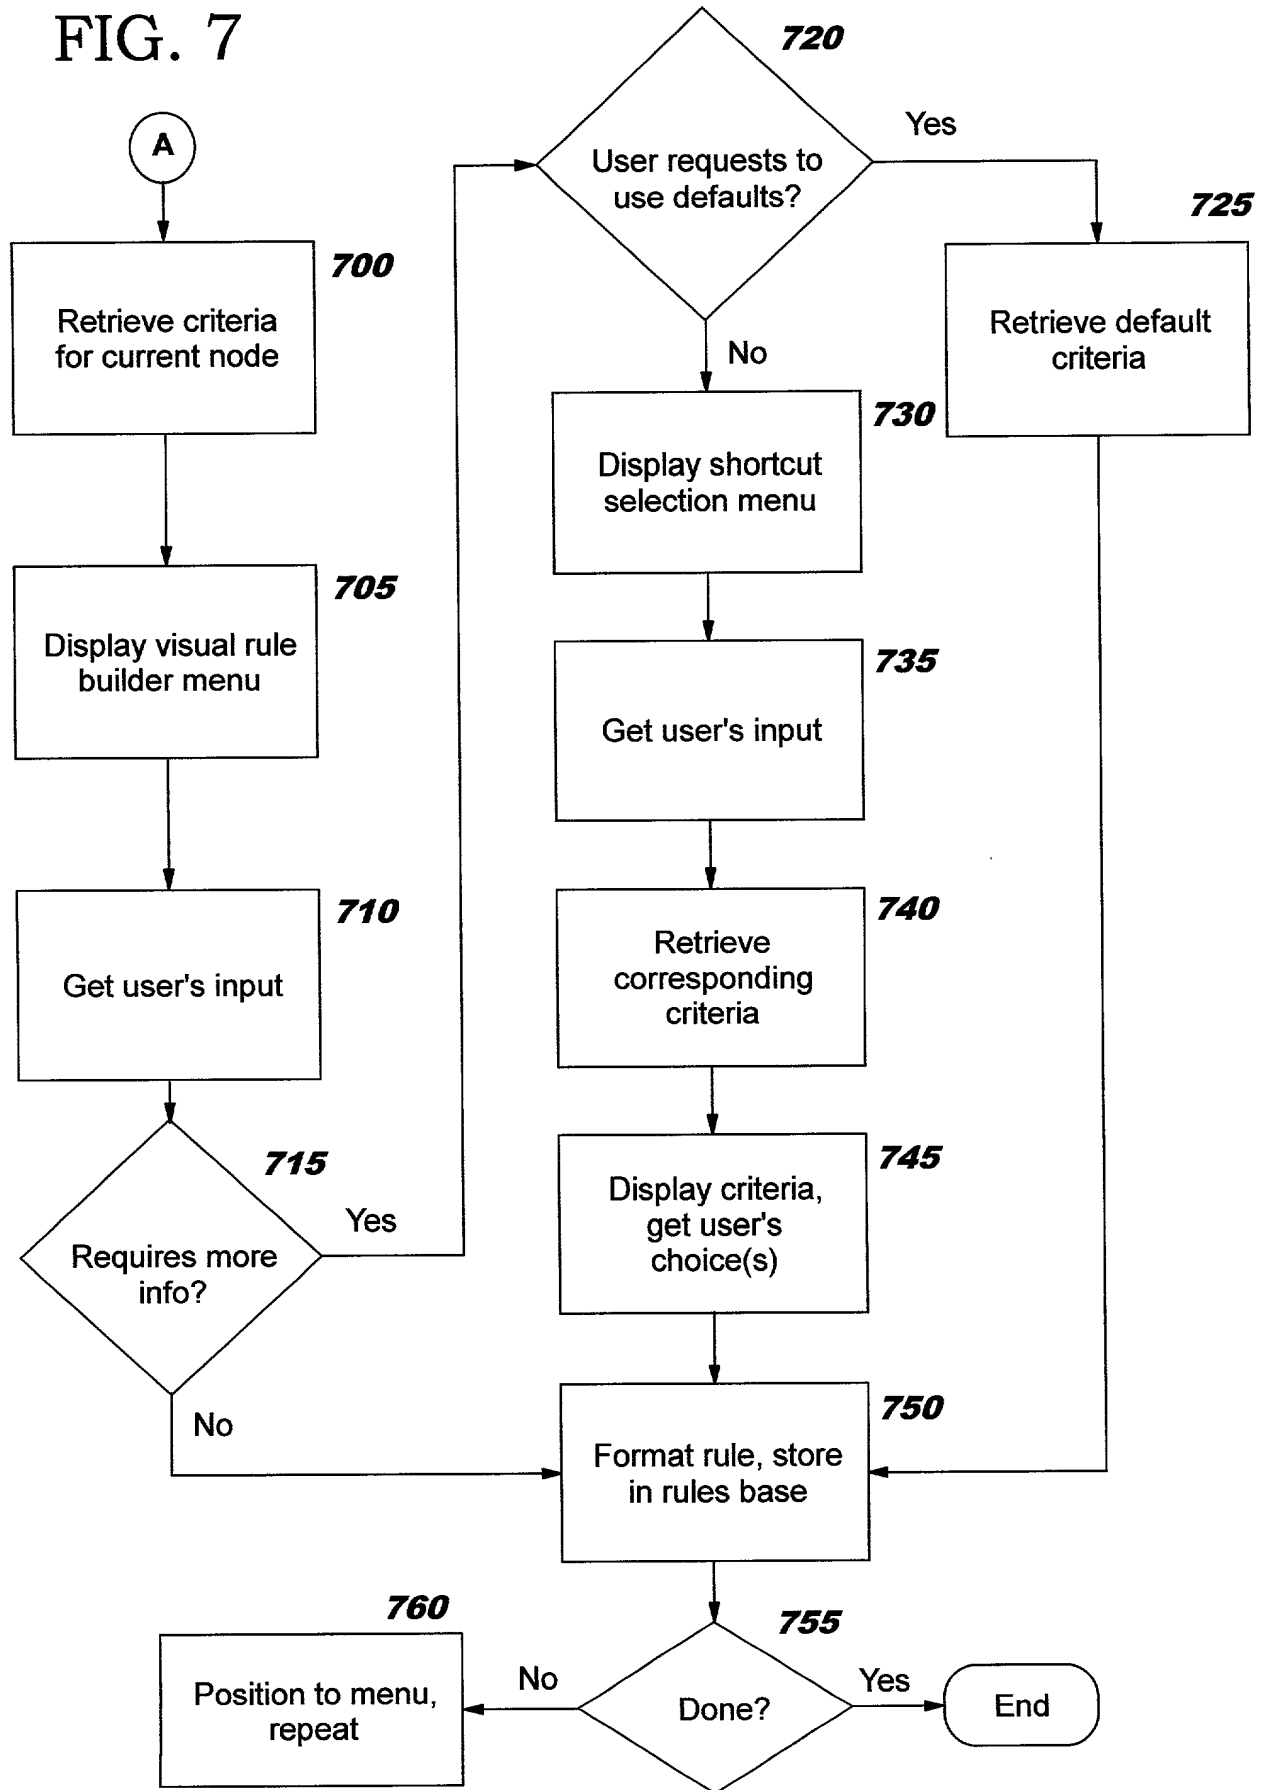 FIG. 7
A
700
Retrieve criteria
for current node
705
Display visual rule
builder menu
710
Get user's input
715
Requires more
info?
Yes
No
720
User requests to
use defaults?
Yes
No
725
Retrieve default
criteria
730
Display shortcut
selection menu
735
Get user's input
740
Retrieve
corresponding
criteria
745
Display criteria,
get user's
choice(s)
750
Format rule, store
in rules base
755
Done?
No
Yes
760
Position to menu,
repeat
End